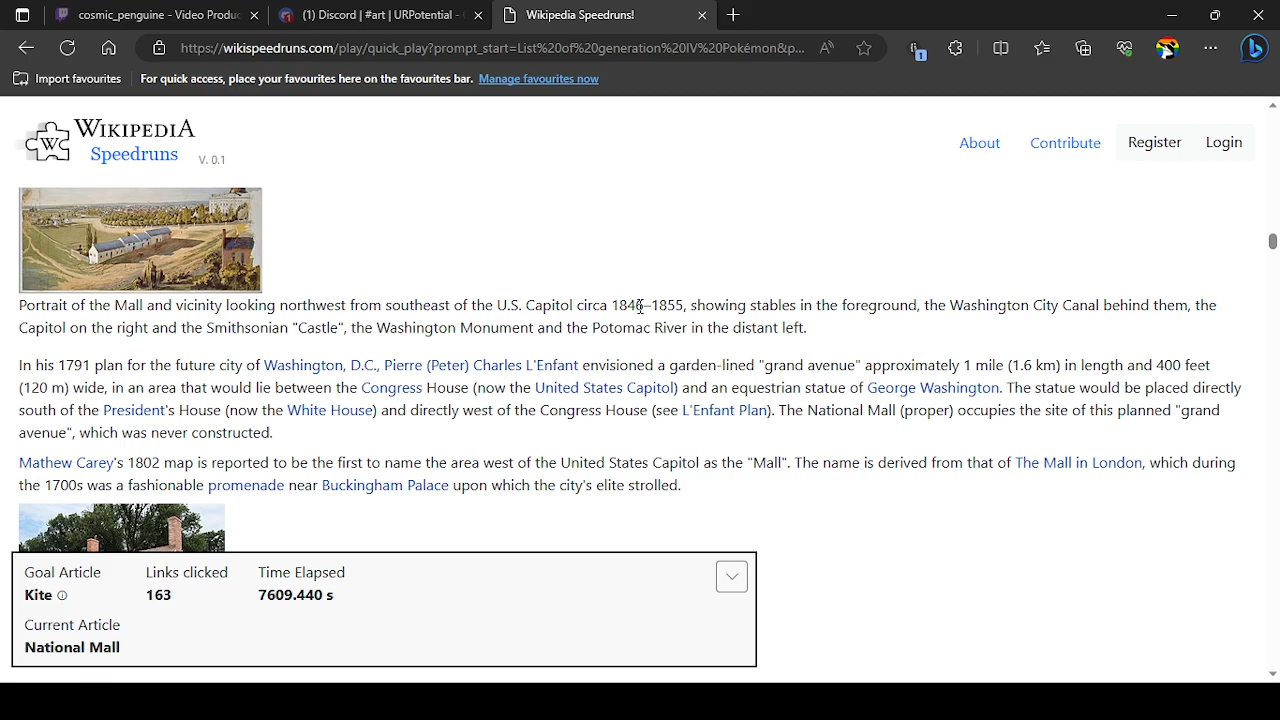 cosmic_penguine - Video Produc
(1) Discord | #art | URPotential -
Wikipedia Speedruns!
https://wikispeedruns.com/play/quick_play?prompt_start=List%20of%20generation%20IV%20Pokémon&p...
1
Import favourites
For quick access, place your favourites here on the favourites bar. Manage favourites now
W
WIKIPEDIA
Speedruns
V. 0.1
About
Contribute
Register
Login
Portrait of the Mall and vicinity looking northwest from southeast of the U.S. Capitol circa 1846–1855, showing stables in the foreground, the Washington City Canal behind them, the
Capitol on the right and the Smithsonian "Castle", the Washington Monument and the Potomac River in the distant left.
In his 1791 plan for the future city of Washington, D.C., Pierre (Peter) Charles L'Enfant envisioned a garden-lined "grand avenue" approximately 1 mile (1.6 km) in length and 400 feet
(120 m) wide, in an area that would lie between the Congress House (now the United States Capitol) and an equestrian statue of George Washington. The statue would be placed directly
south of the President's House (now the White House) and directly west of the Congress House (see L'Enfant Plan). The National Mall (proper) occupies the site of this planned "grand
avenue", which was never constructed.
Mathew Carey's 1802 map is reported to be the first to name the area west of the United States Capitol as the "Mall". The name is derived from that of The Mall in London, which during
the 1700s was a fashionable promenade near Buckingham Palace upon which the city's elite strolled.
Goal Article
Kite
Links clicked
163
Time Elapsed
7609.440 s
Current Article
National Mall